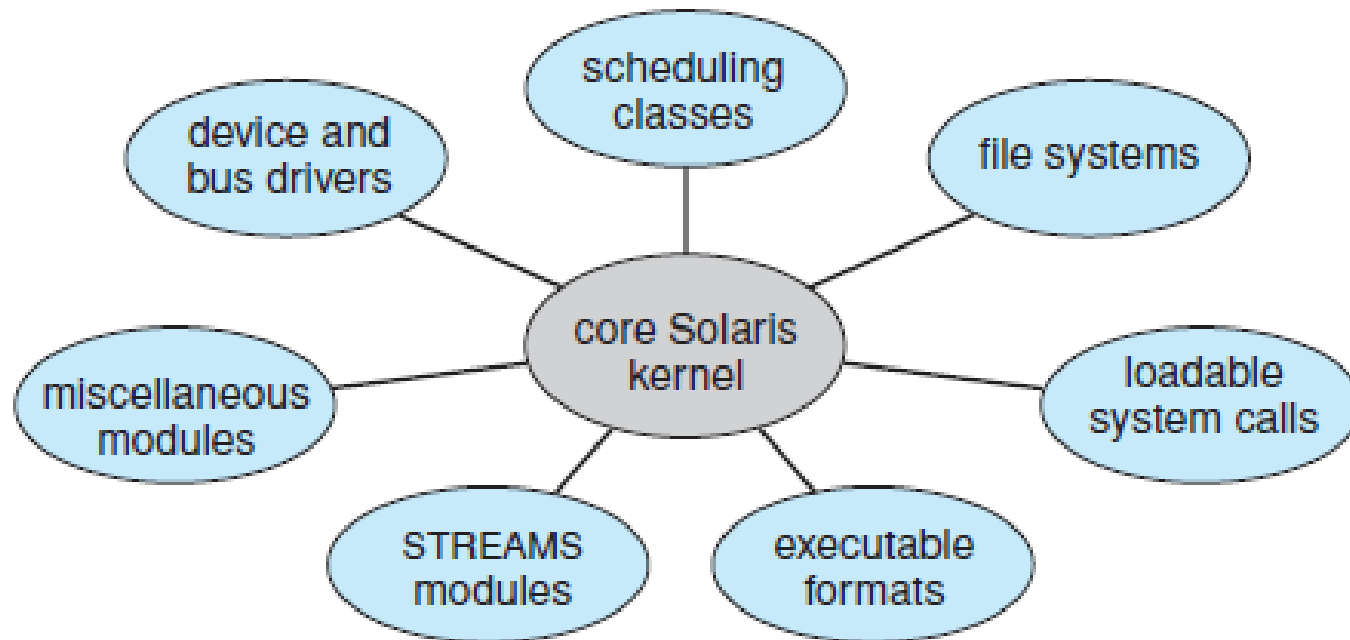 scheduling
classes
device and
bus drivers
file systems
core Solaris
kernel
loadable
system calls
miscellaneous
modules
STREAMS
modules
executable
formats